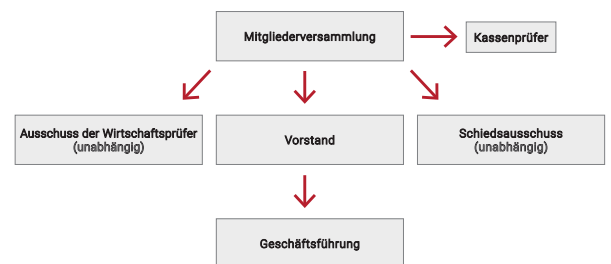 Mitgliederversammlung
Kassenprüfer
Ausschuss der Wirtschaftsprüfer
(unabhängig)
Vorstand
Schiedsausschuss
(unabhängig)
Geschäftsführung